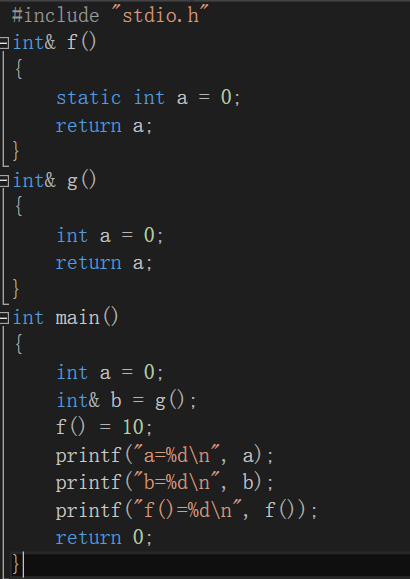 #include "stdio.h"
int& f()
{
    static int a = 0;
    return a;
}
int& g()
{
    int a = 0;
    return a;
}
int main()
{
    int a = 0;
    int& b = g();
    f() = 10;
    printf("a=%d\n", a);
    printf("b=%d\n", b);
    printf("f()=%d\n", f());
    return 0;
}